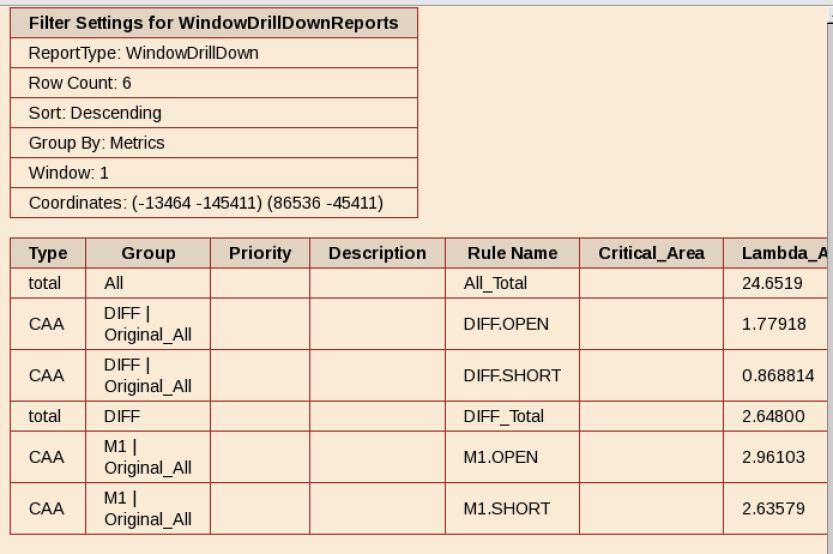 Filter Settings for WindowDrillDownReports
ReportType: WindowDrillDown
Row Count: 6
Sort: Descending
Group By: Metrics
Window: 1
Coordinates: (-13464 -145411) (86536 -45411)
Type Group Priority Description Rule Name Critical_Area Lambda_A
total All All_Total 24.6519
CAA DIFF | Original_All DIFF.OPEN 1.77918
CAA DIFF | Original_All DIFF.SHORT 0.868814
total DIFF DIFF_Total 2.64800
CAA M1 | Original_All M1.OPEN 2.96103
CAA M1 | Original_All M1.SHORT 2.63579